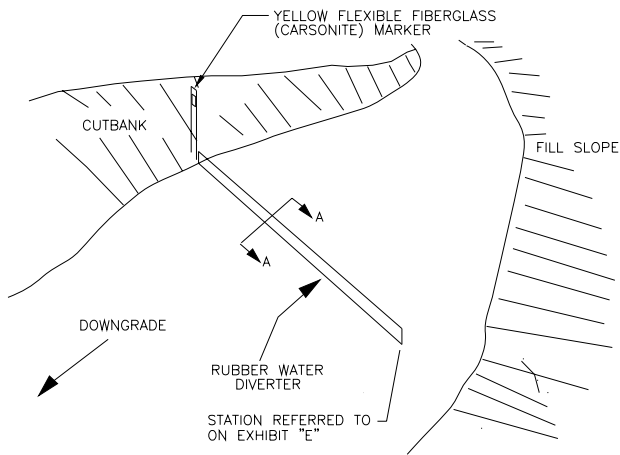 YELLOW FLEXIBLE FIBERGLASS
(CARSONITE) MARKER
CUTBANK
FILL SLOPE
A
A
DOWNGRADE
RUBBER WATER
DIVERTER
STATION REFERRED TO
ON EXHIBIT "E"